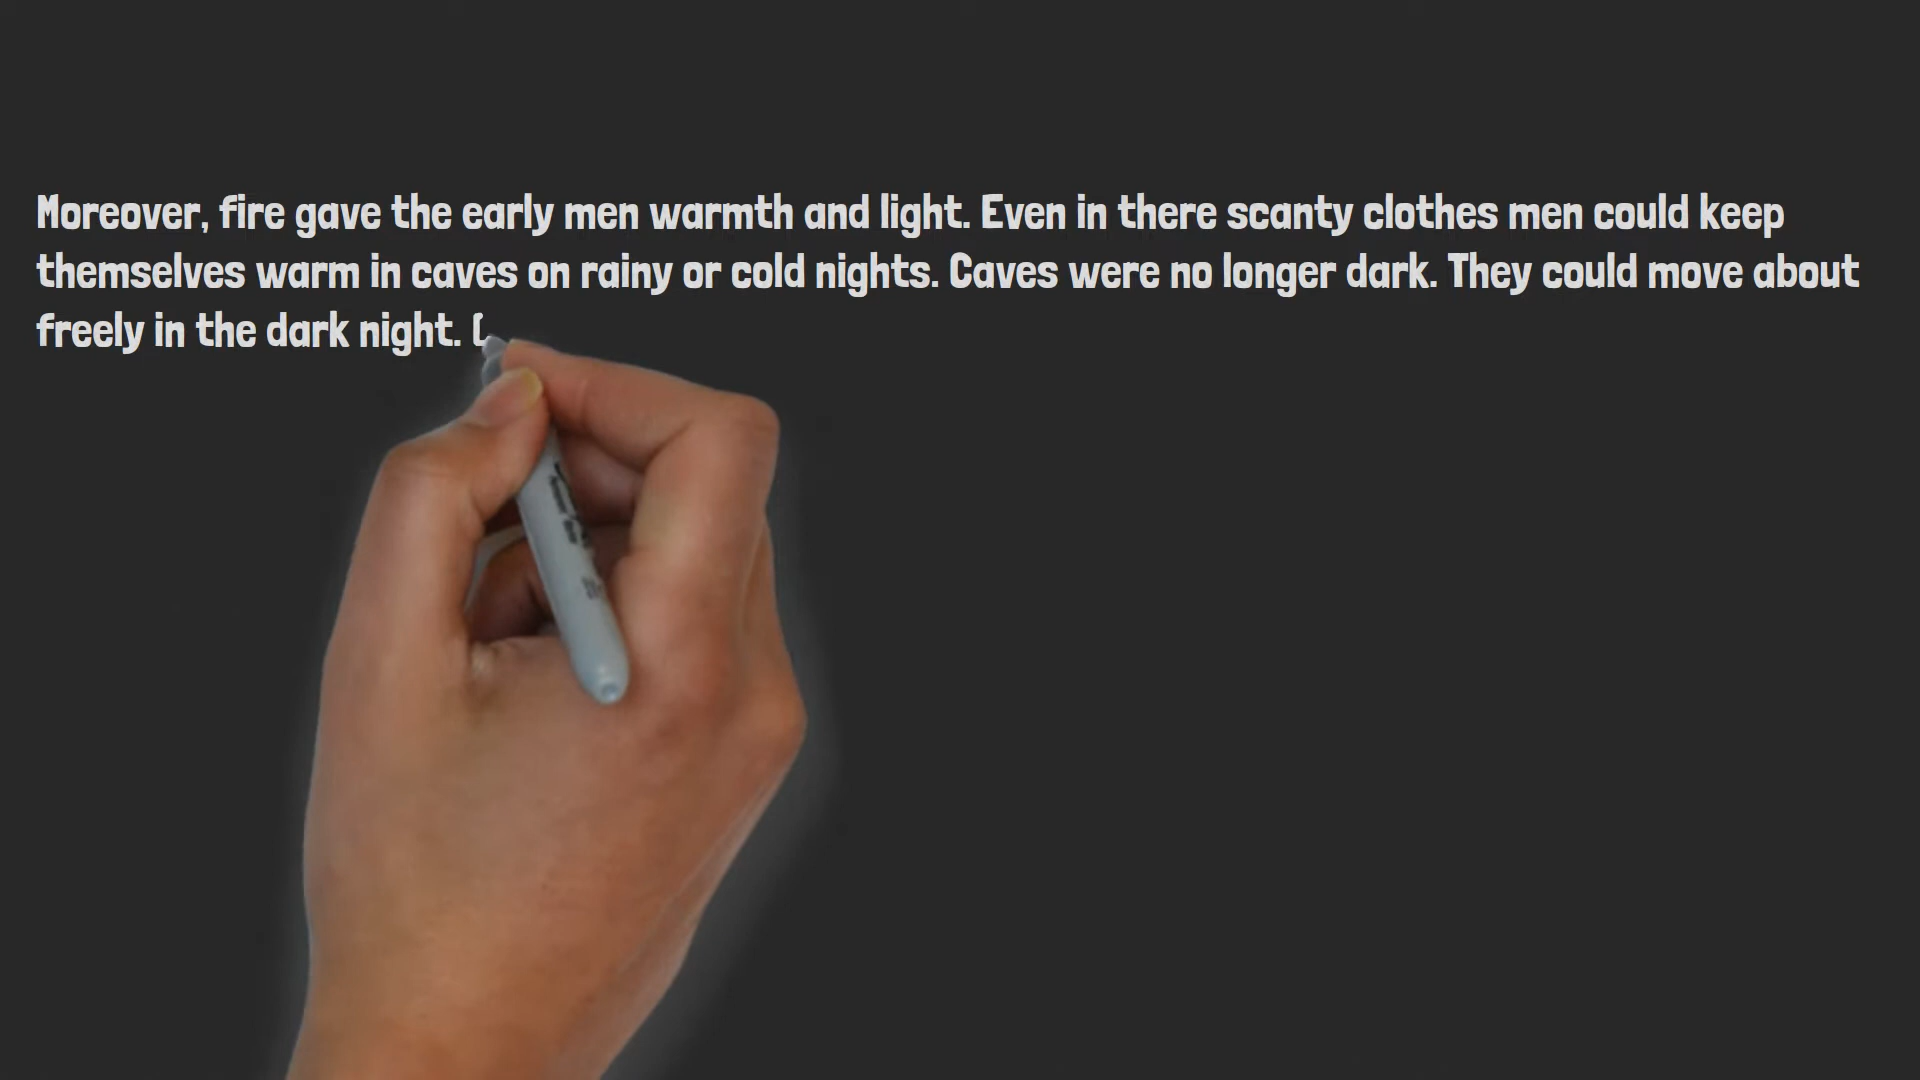 Moreover, fire gave the early men warmth and light. Even in there scanty clothes men could keep
themselves warm in caves on rainy or cold nights. Caves were no longer dark. They could move about
freely in the dark night.